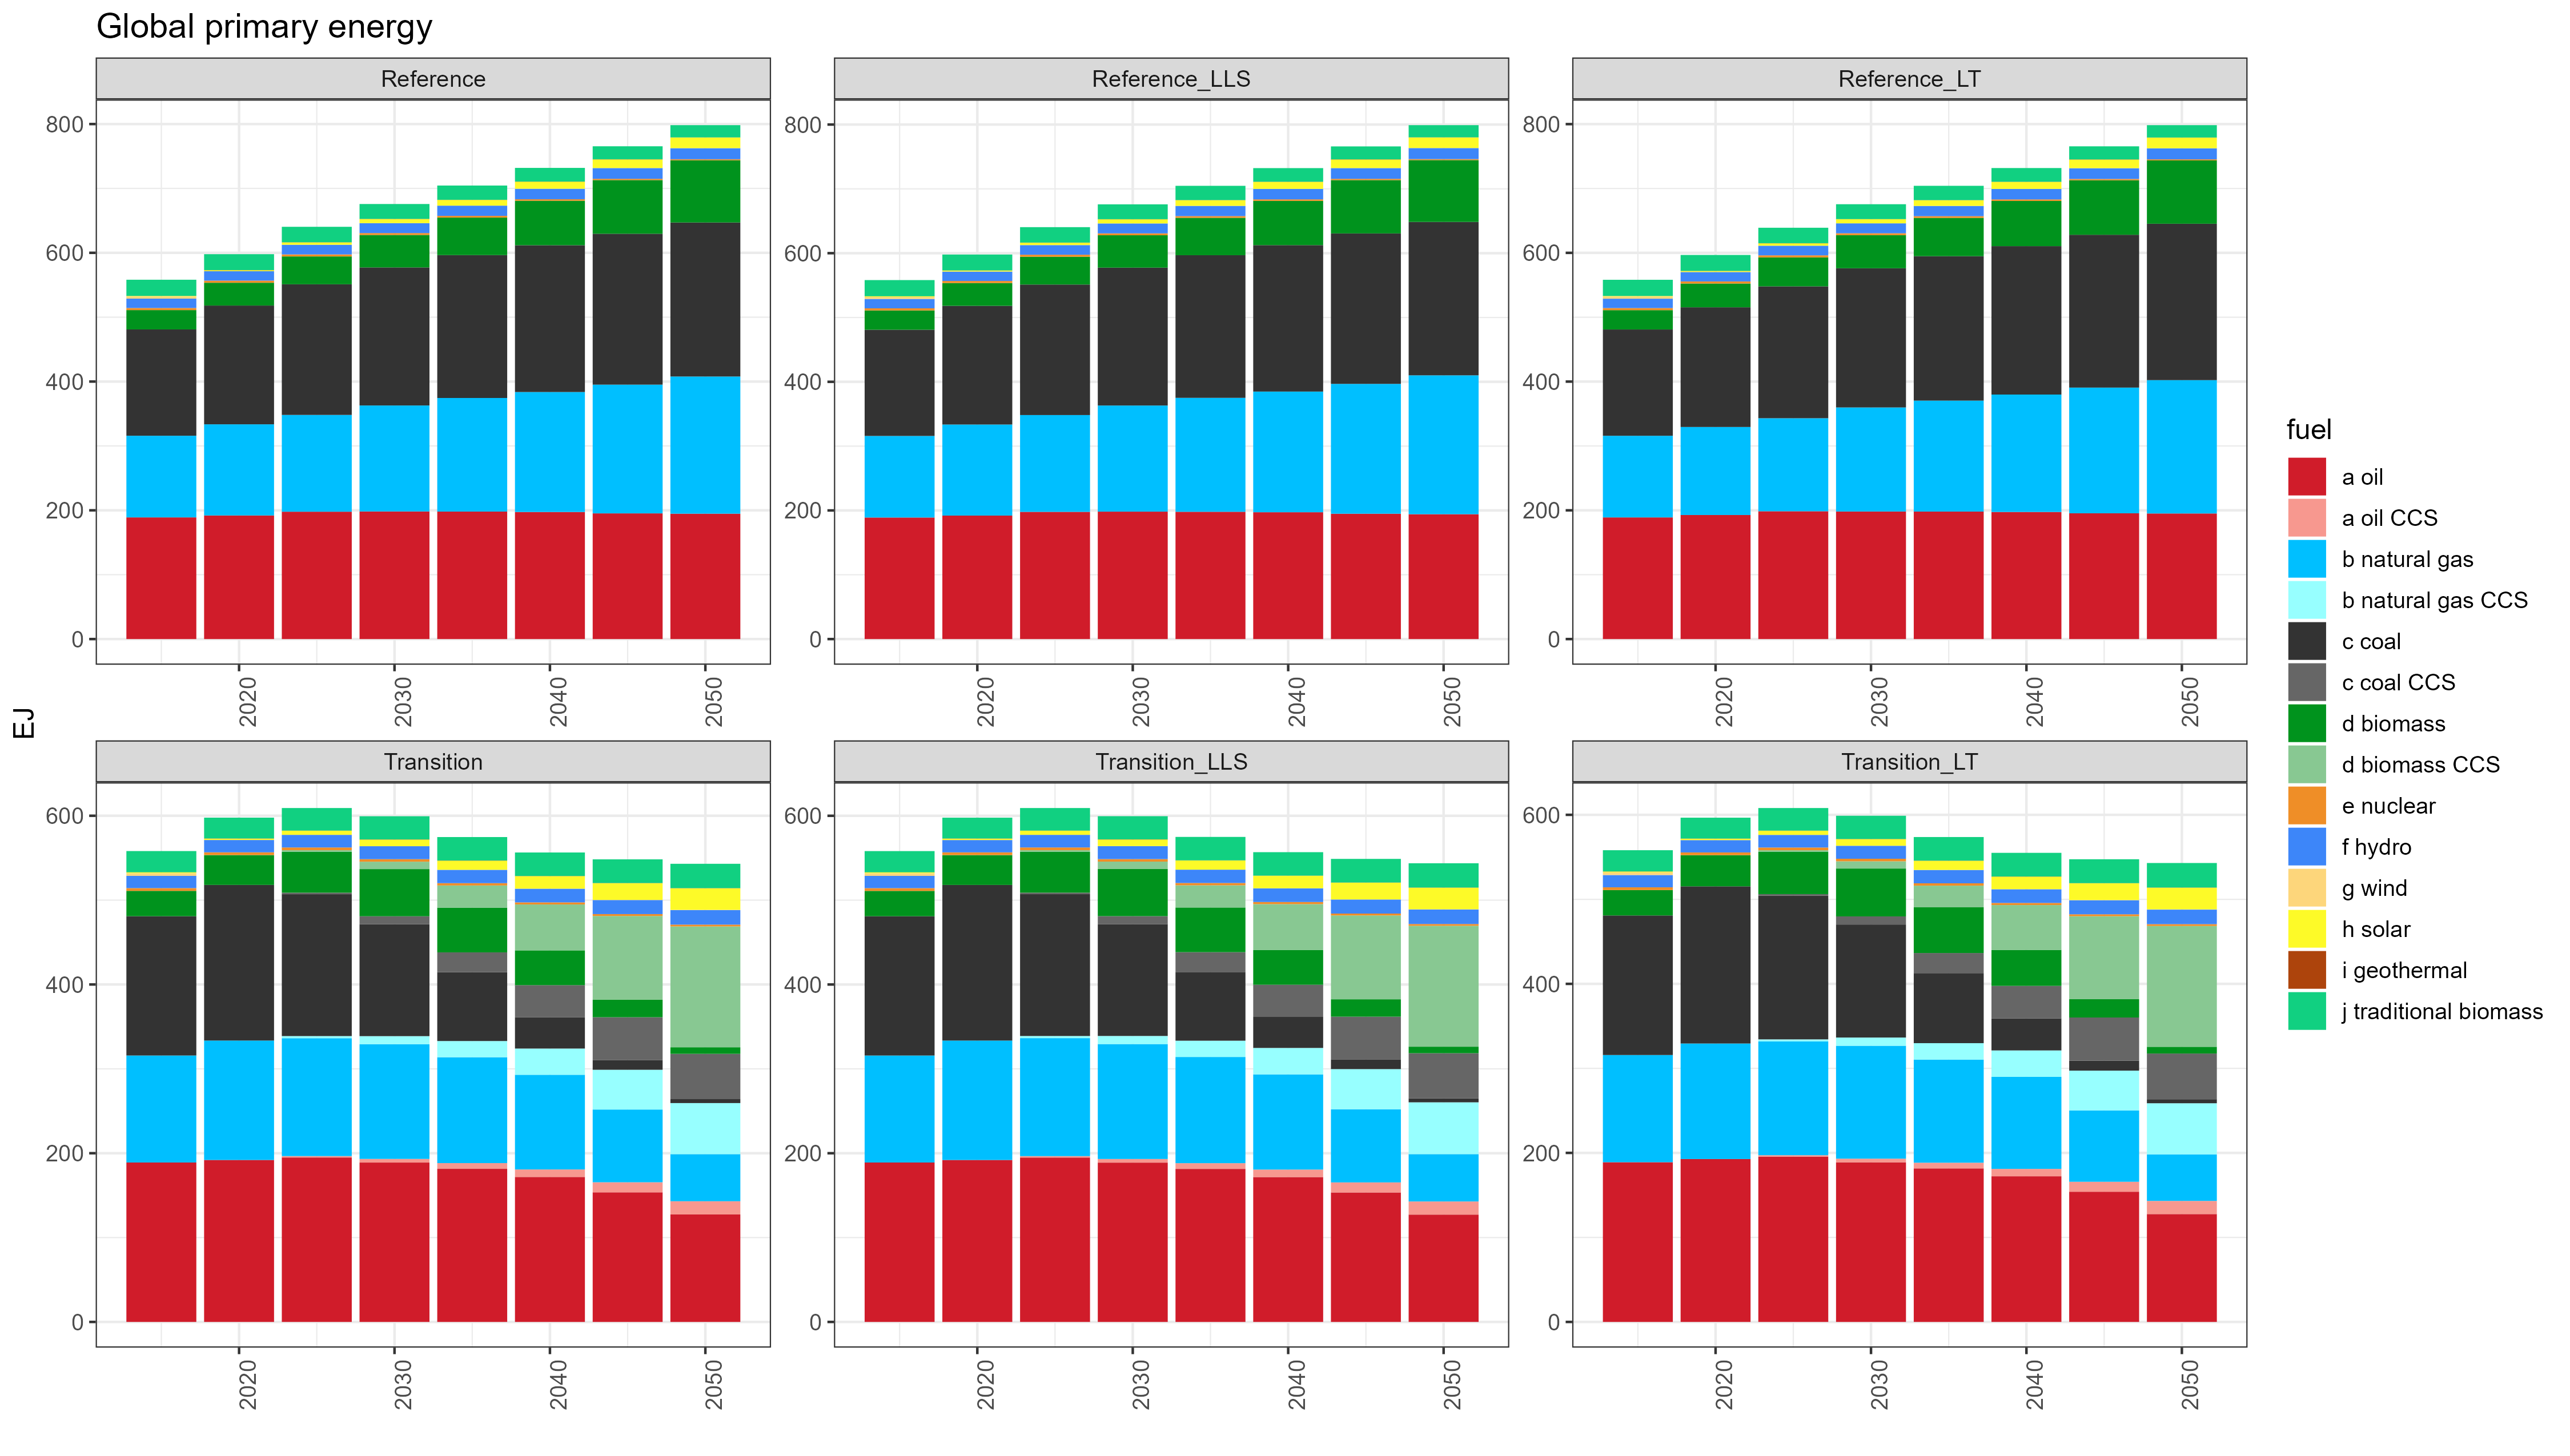 Global primary energy
Reference
Reference_LLS
Reference_LT
800
600
400
200
0
800
600
400
200
0
800
600
400
200
0
2020
2030
2040
2050
2020
2030
2040
2050
2020
2030
2040
2050
EJ
Transition
Transition_LLS
Transition_LT
600
400
200
0
600
400
200
0
600
400
200
0
2020
2030
2040
2050
2020
2030
2040
2050
2020
2030
2040
2050
fuel
a oil
a oil CCS
b natural gas
b natural gas CCS
c coal
c coal CCS
d biomass
d biomass CCS
e nuclear
f hydro
g wind
h solar
i geothermal
j traditional biomass